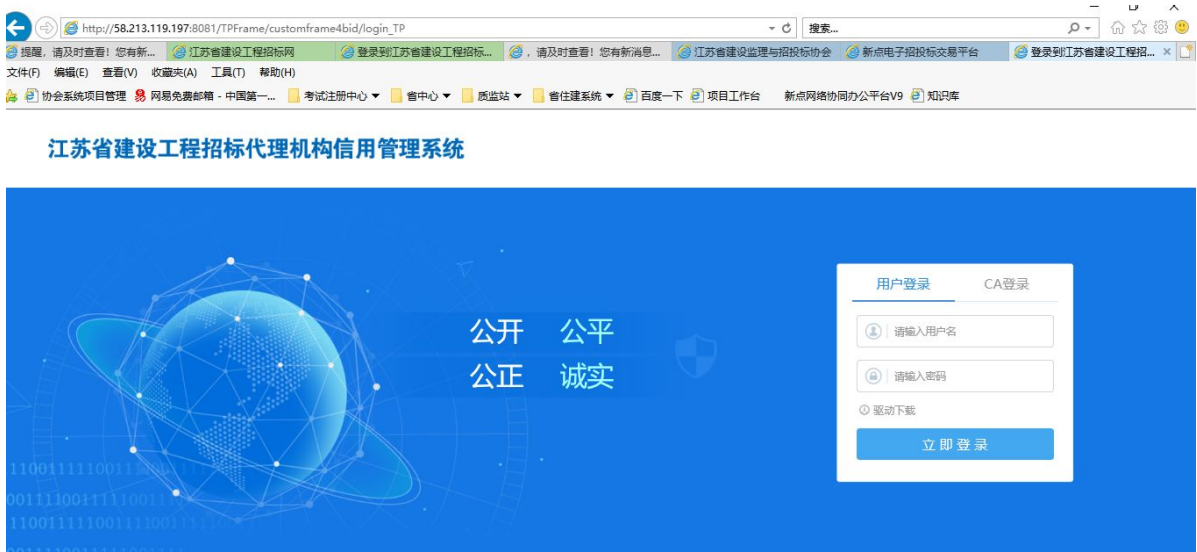 http://58.213.119.197:8081/TPFrame/customframe4bid/login_TP 搜索...
提醒，请及时查看！您有新... 江苏省建设工程招标网 登录到江苏省建设工程招标... ，请及时查看！您有新消息... 江苏省建设监理与招投标协会 新点电子招投标交易平台 登录到江苏省建设工程招...
文件(F) 编辑(E) 查看(V) 收藏夹(A) 工具(T) 帮助(H)
协会系统项目管理 网易免费邮箱 - 中国第一... 考试注册中心 省中心 质监站 省住建系统 百度一下 项目工作台 新点网络协同办公平台V9 知识库
江苏省建设工程招标代理机构信用管理系统
公开 公平
公正 诚实
用户登录 CA登录
请输入用户名
请输入密码
驱动下载
立即登录